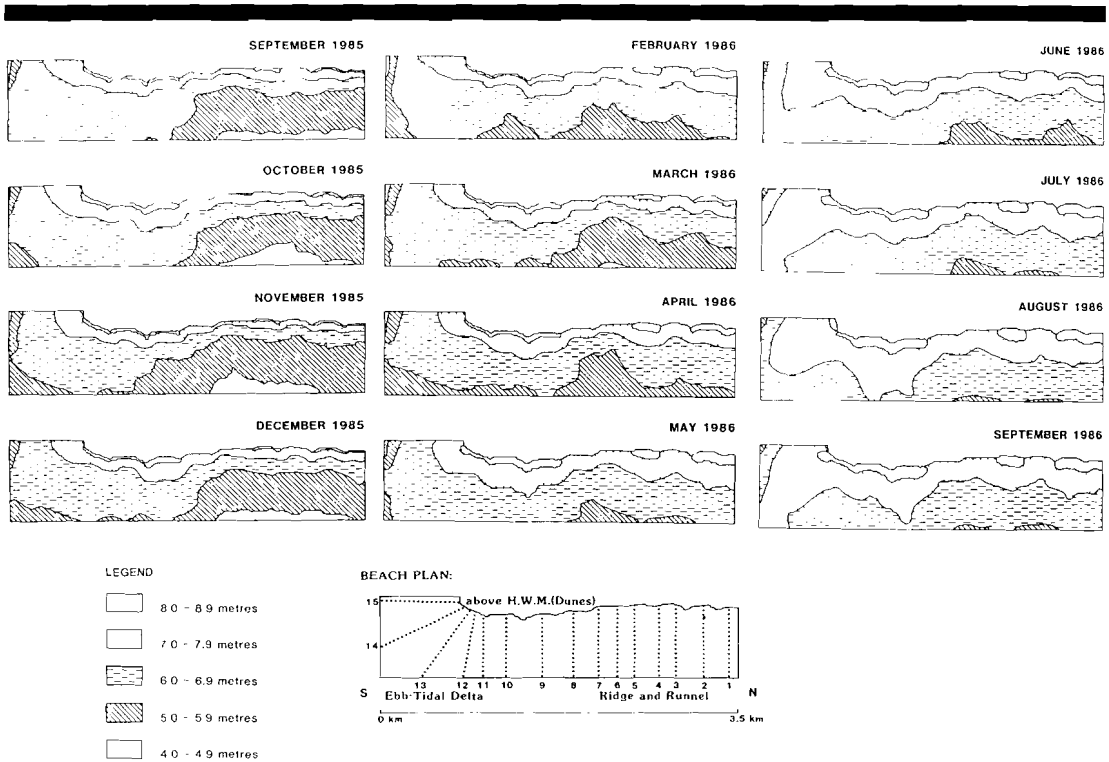 SEPTEMBER 1985
FEBRUARY 1986
JUNE 1986
OCTOBER 1985
MARCH 1986
JULY 1986
NOVEMBER 1985
APRIL 1986
AUGUST 1986
DECEMBER 1985
MAY 1986
SEPTEMBER 1986
LEGEND
8.0 - 8.9 metres
7.0 - 7.9 metres
6.0 - 6.9 metres
5.0 - 5.9 metres
4.0 - 4.9 metres
BEACH PLAN:
15
above H.W.M.(Dunes)
14
13 12 11 10 9 8 7 6 5 4 3 2 1
S Ebb-Tidal Delta Ridge and Runnel N
0 km 3.5 km